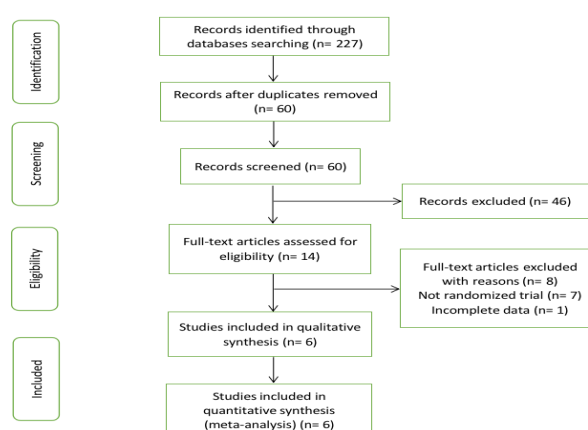 Identification
Records identified through
databases searching (n= 227)
Records after duplicates removed
(n= 60)
Screening
Records screened (n= 60)
Records excluded (n= 46)
Eligibility
Full-text articles assessed for
eligibility (n= 14)
Full-text articles excluded
with reasons (n= 8)
Not randomized trial (n= 7)
Incomplete data (n= 1)
Studies included in qualitative
synthesis (n= 6)
Included
Studies included in
quantitative synthesis
(meta-analysis) (n= 6)